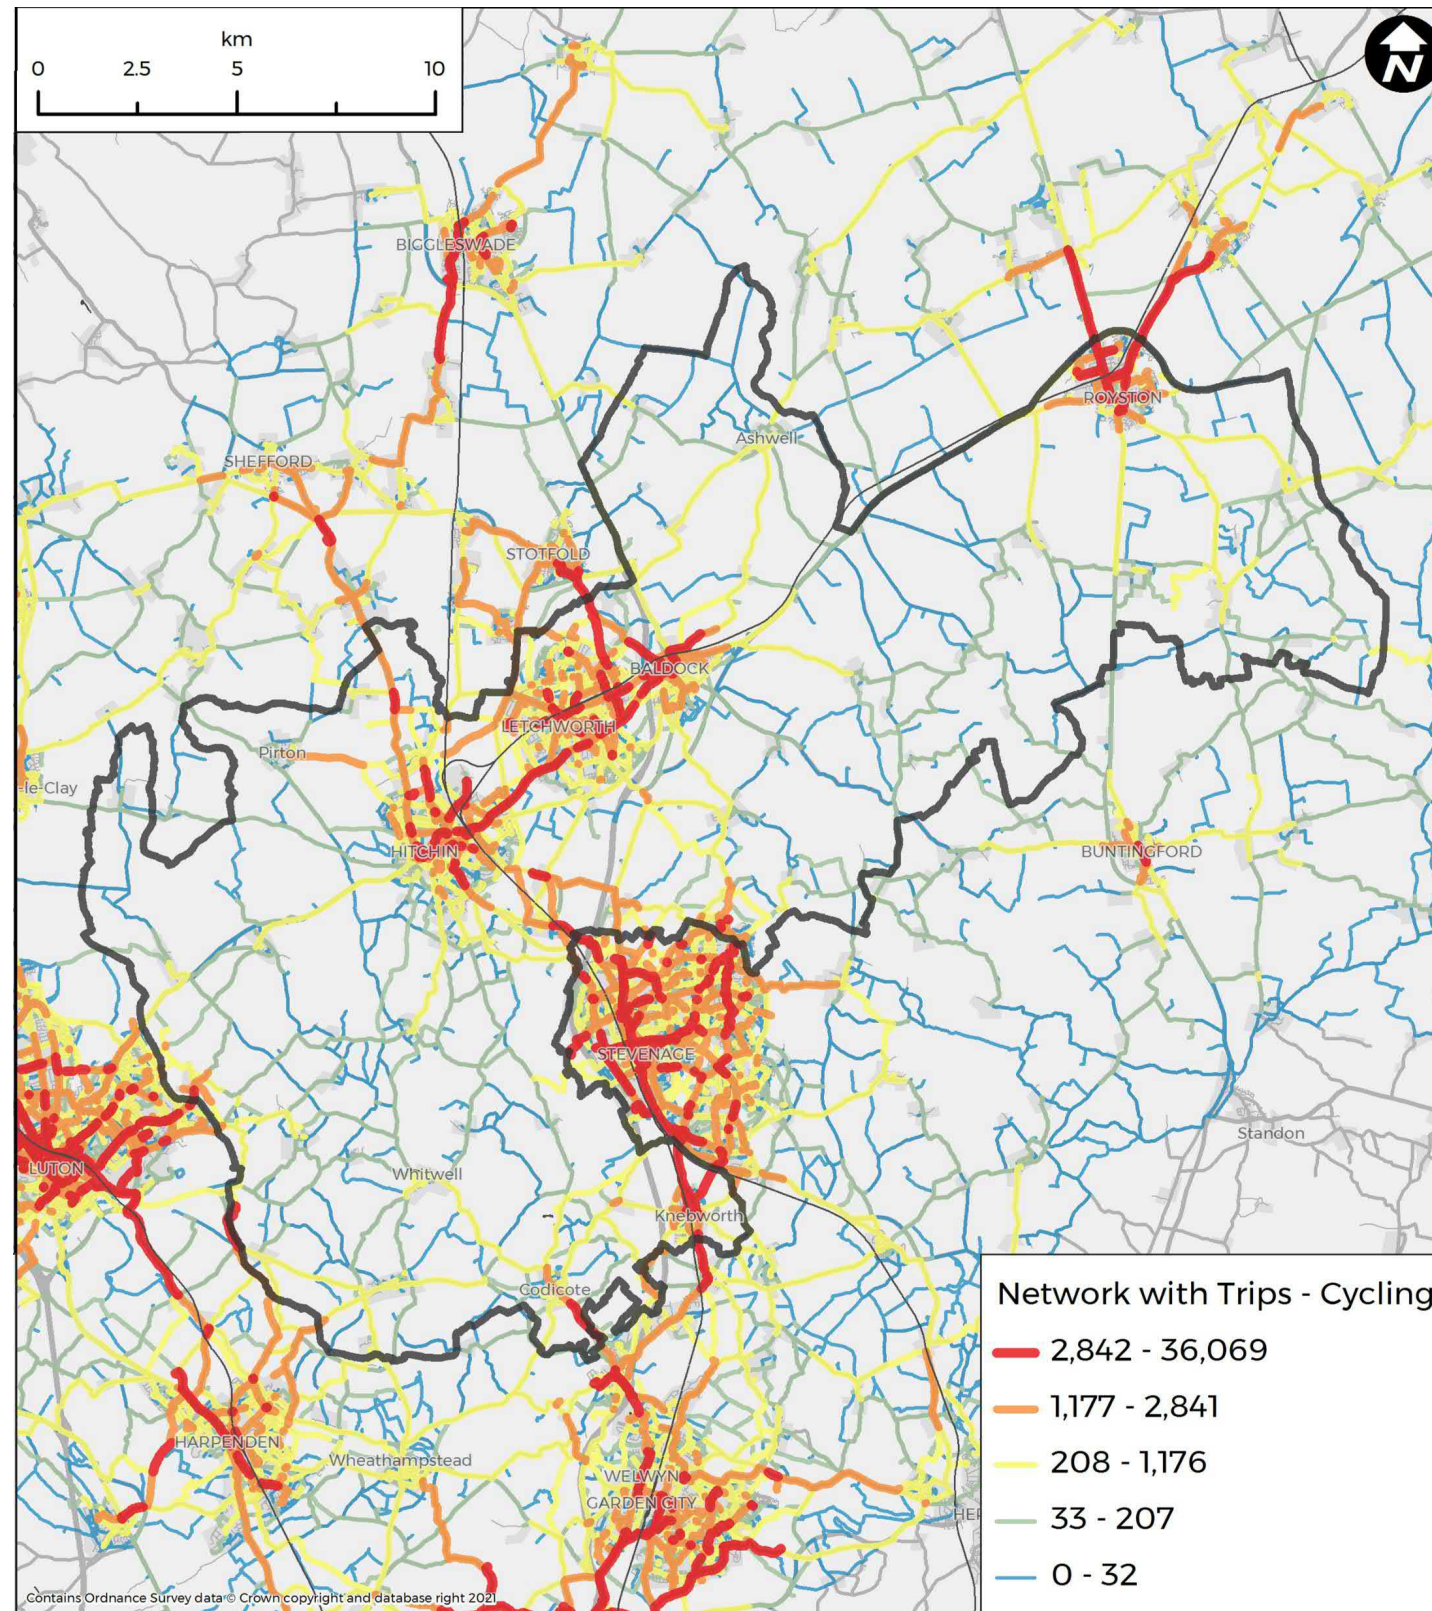 km
0 2.5 5 10
N
BIGGLESWADE
ROYSTON
Ashwell
SHEFFORD
STOTFOLD
BALDOCK
LETCHWORTH
Pirton
-le-Clay
HITCHIN
BUNTINGFORD
STEVENAGE
Standon
LUTON
Whitwell
Knebworth
Codicote
HARPENDEN
Wheathampstead
WELWYN
GARDEN CITY
HER
Network with Trips - Cycling
2,842 - 36,069
1,177 - 2,841
208 - 1,176
33 - 207
0 - 32
Contains Ordnance Survey data © Crown copyright and database right 2021